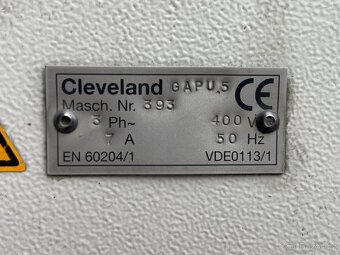 Cleveland GAPU.5 CE
Masch. Nr. 393
3 Ph~ 400 V
7 A 50 Hz
EN 60204/1 VDE0113/1